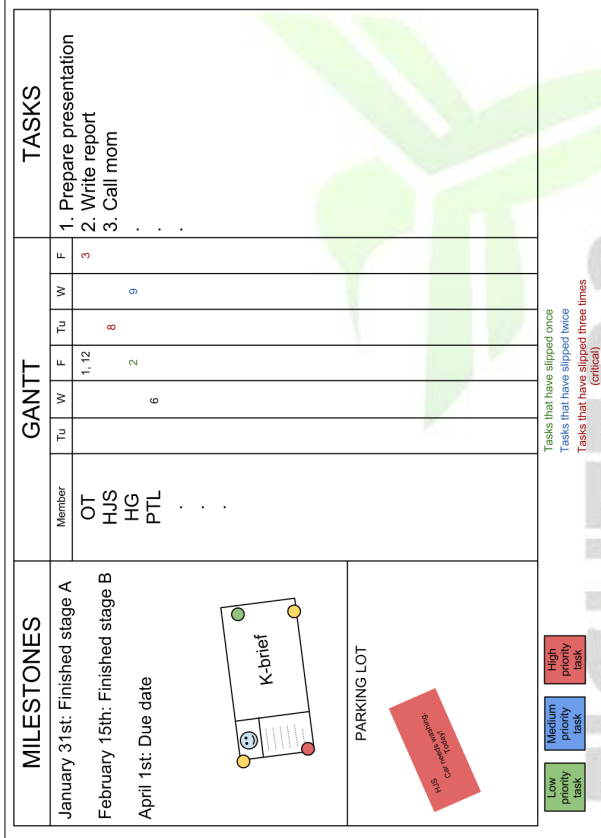 MILESTONES
January 31st: Finished stage A
February 15th: Finished stage B
April 1st: Due date
K-brief
PARKING LOT
HJS
Car needs washing.
Today!
GANTT
Member
Tu
W
F
Tu
W
F
OT
1, 12
3
HJS
8
HG
2
9
PTL
6
.
.
.
TASKS
1. Prepare presentation
2. Write report
3. Call mom
.
.
.
Low
priority
task
Medium
priority
task
High
priority
task
Tasks that have slipped once
Tasks that have slipped twice
Tasks that have slipped three times
(critical)